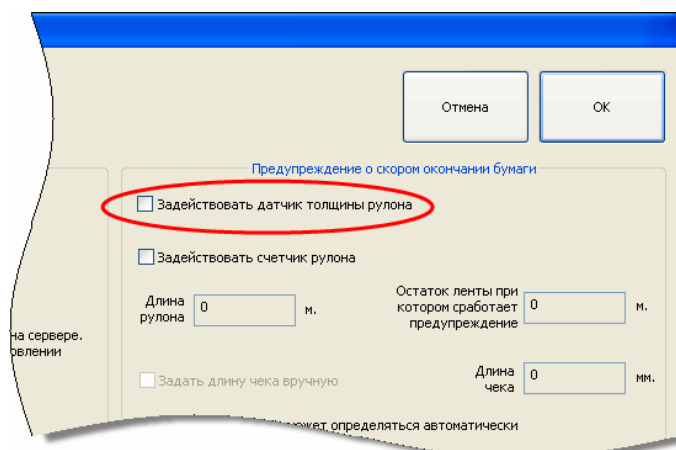 Отмена
ОК
Предупреждение о скором окончании бумаги
Задействовать датчик толщины рулона
Задействовать счетчик рулона
Длина
рулона
0
м.
Остаток ленты при
котором сработает
предупреждение
0
м.
на сервере.
овлении
Задать длину чека вручную
Длина
чека
0
мм.
может определяться автоматически